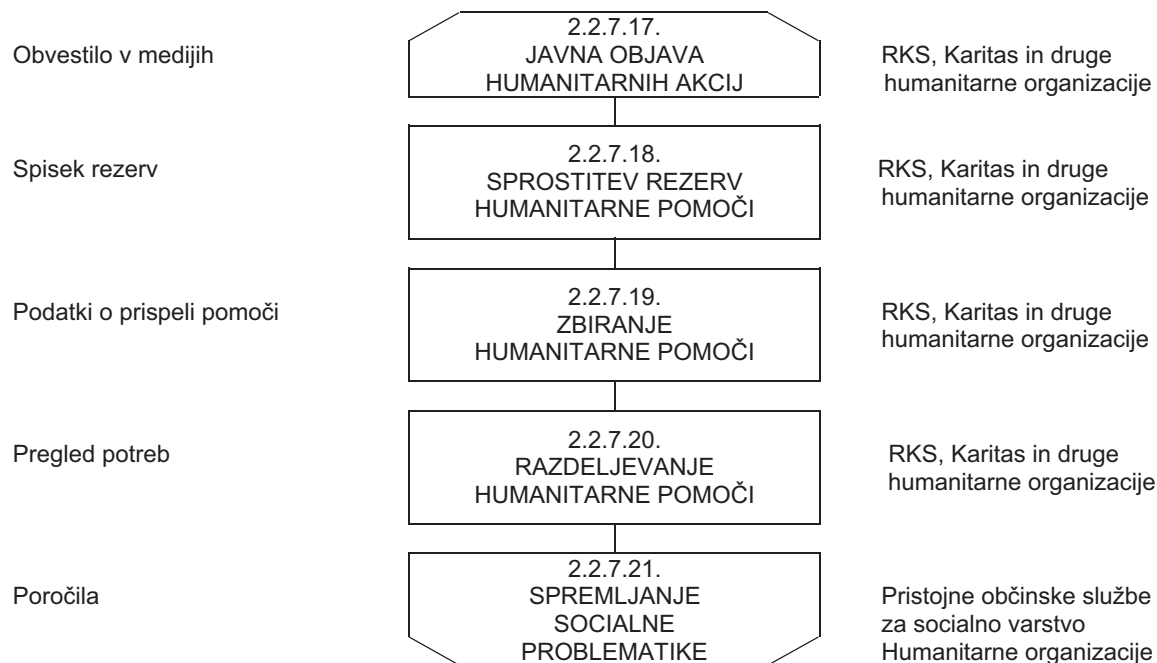 Obvestilo v medijih
2.2.7.17.
JAVNA OBJAVA
HUMANITARNIH AKCIJ
RKS, Karitas in druge
humanitarne organizacije
Spisek rezerv
2.2.7.18.
SPROSTITEV REZERV
HUMANITARNE POMOČI
RKS, Karitas in druge
humanitarne organizacije
Podatki o prispeli pomoči
2.2.7.19.
ZBIRANJE
HUMANITARNE POMOČI
RKS, Karitas in druge
humanitarne organizacije
Pregled potreb
2.2.7.20.
RAZDELJEVANJE
HUMANITARNE POMOČI
RKS, Karitas in druge
humanitarne organizacije
Poročila
2.2.7.21.
SPREMLJANJE
SOCIALNE
PROBLEMATIKE
Pristojne občinske službe
za socialno varstvo
Humanitarne organizacije